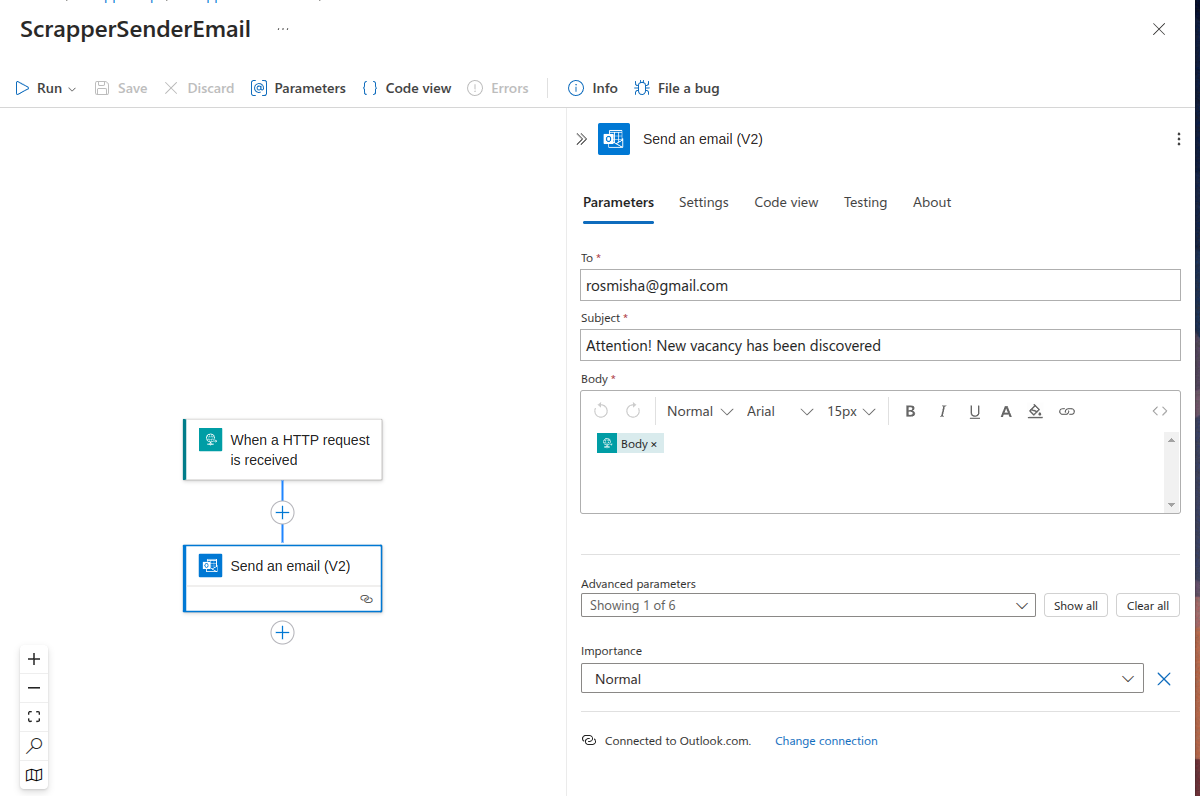 ScrapperSenderEmail ...
Run Save Discard Parameters Code view Errors Info File a bug
Send an email (V2)
Parameters Settings Code view Testing About
To *
rosmisha@gmail.com
Subject *
Attention! New vacancy has been discovered
Body *
Normal Arial 15px B I U A
Body ×
When a HTTP request
is received
Send an email (V2)
Advanced parameters
Showing 1 of 6 Show all Clear all
Importance
Normal
Connected to Outlook.com. Change connection